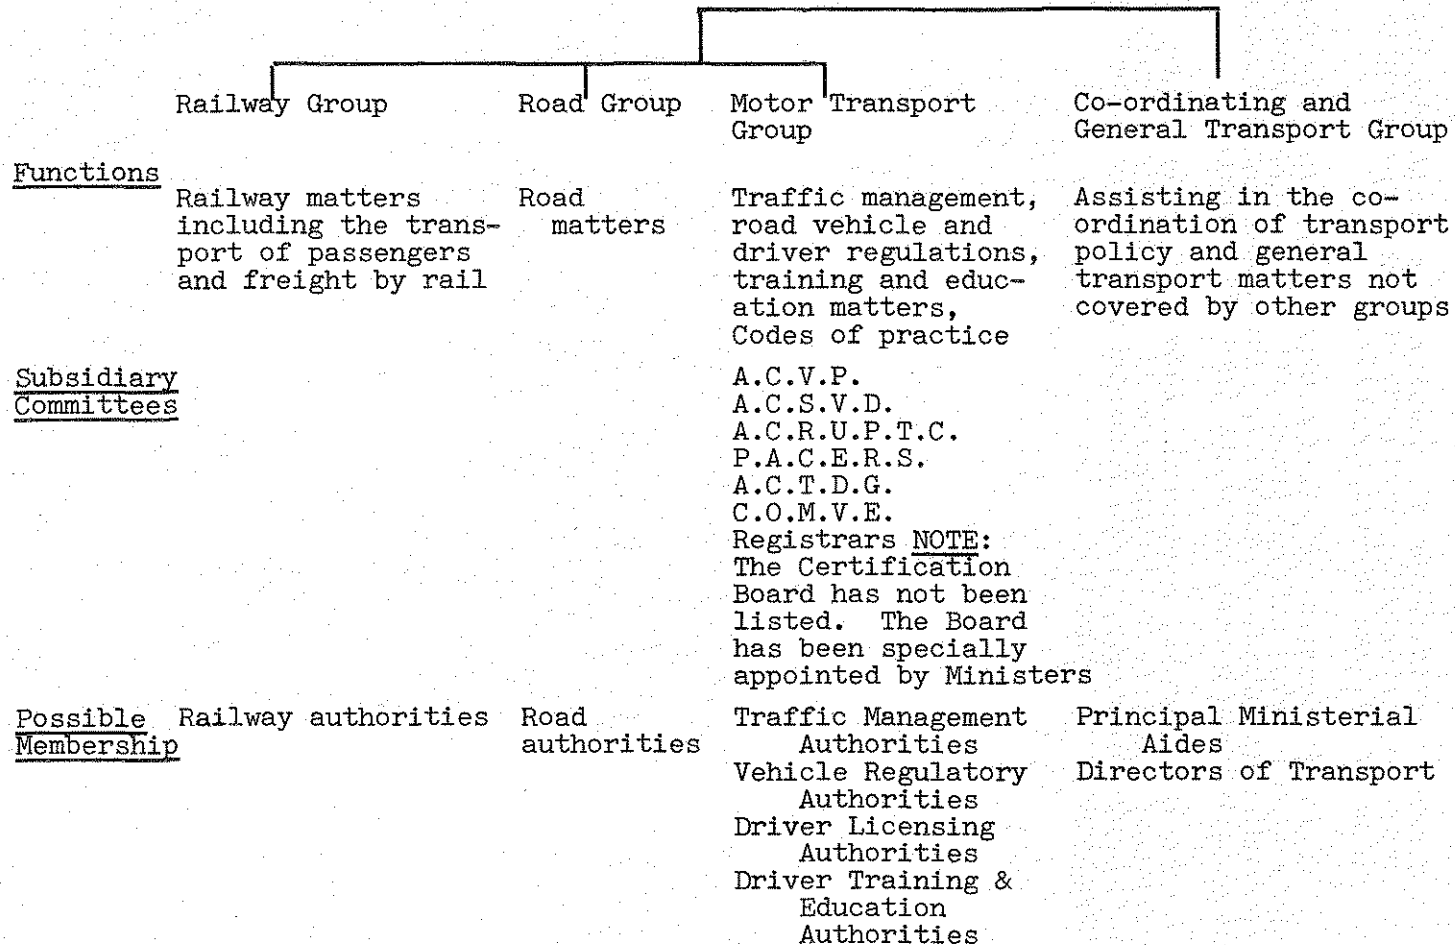 Railway Group
Road Group
Motor Transport
Group
Co-ordinating and
General Transport Group
Functions
Railway matters
including the trans-
port of passengers
and freight by rail
Road
matters
Traffic management,
road vehicle and
driver regulations,
training and educ-
ation matters,
Codes of practice
Assisting in the co-
ordination of transport
policy and general
transport matters not
covered by other groups
Subsidiary
Committees
A.C.V.P.
A.C.S.V.D.
A.C.R.U.P.T.C.
P.A.C.E.R.S.
A.C.T.D.G.
C.O.M.V.E.
Registrars NOTE:
The Certification
Board has not been
listed. The Board
has been specially
appointed by Ministers
Possible
Membership
Railway authorities
Road
authorities
Traffic Management
Authorities
Vehicle Regulatory
Authorities
Driver Licensing
Authorities
Driver Training &
Education
Authorities
Principal Ministerial
Aides
Directors of Transport